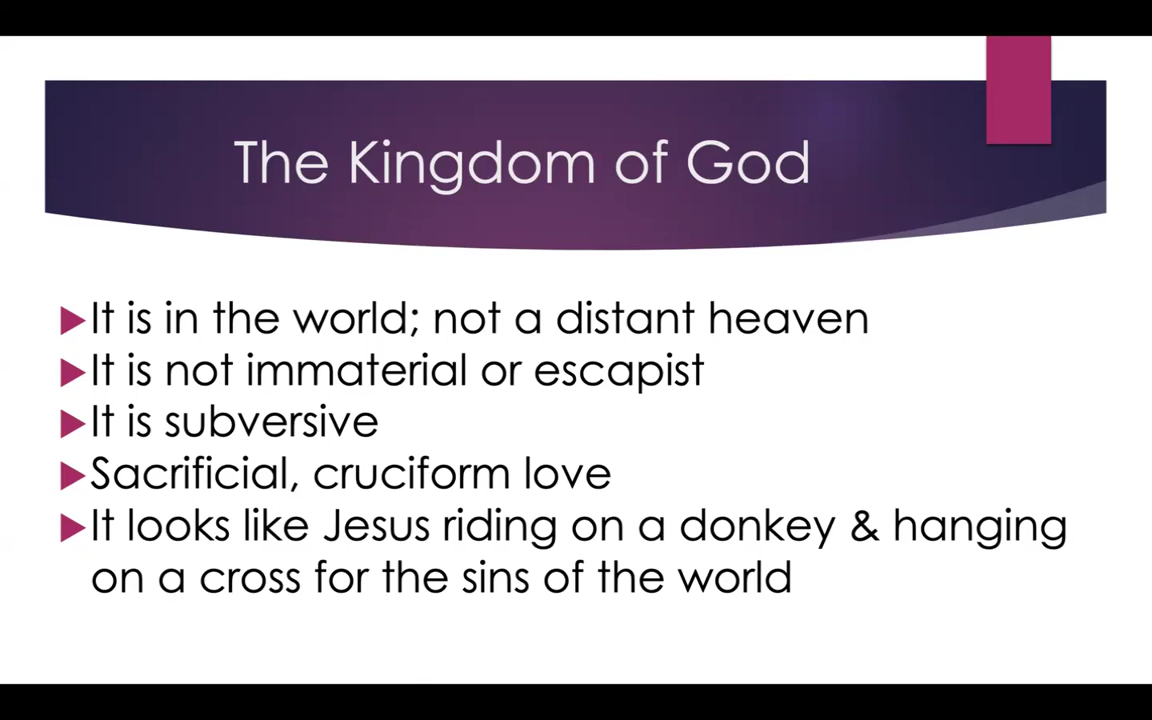 The Kingdom of God
It is in the world; not a distant heaven
It is not immaterial or escapist
It is subversive
Sacrificial, cruciform love
It looks like Jesus riding on a donkey & hanging
on a cross for the sins of the world